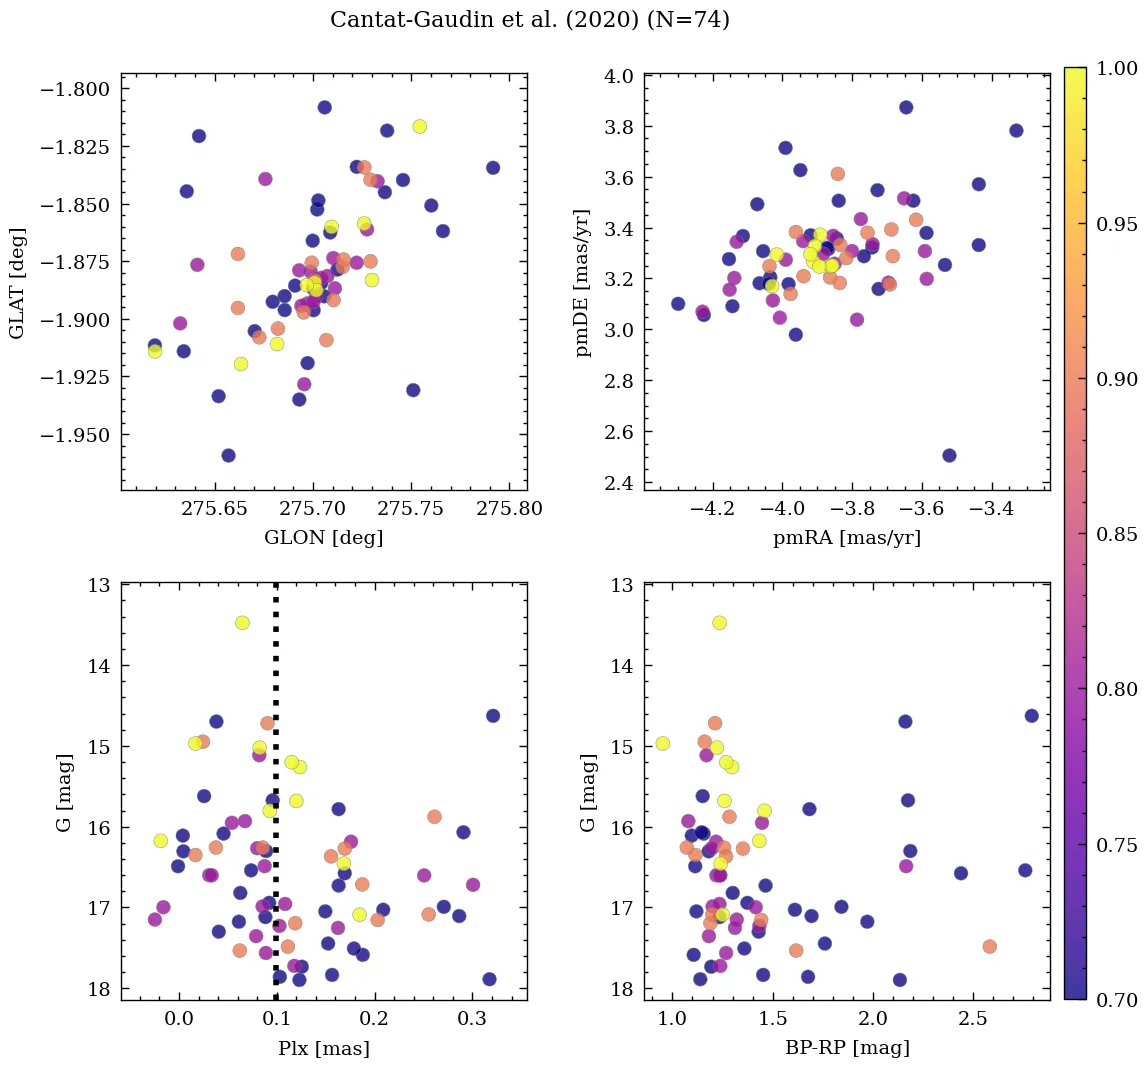 Cantat-Gaudin et al. (2020) (N=74)
−1.800
−1.825
−1.850
−1.875
−1.900
−1.925
−1.950
GLAT [deg]
275.65 275.70 275.75 275.80
GLON [deg]
4.0
3.8
3.6
3.4
3.2
3.0
2.8
2.6
2.4
pmDE [mas/yr]
−4.2 −4.0 −3.8 −3.6 −3.4
pmRA [mas/yr]
13
14
15
16
17
18
G [mag]
0.0 0.1 0.2 0.3
Plx [mas]
13
14
15
16
17
18
G [mag]
1.0 1.5 2.0 2.5
BP-RP [mag]
1.00
0.95
0.90
0.85
0.80
0.75
0.70